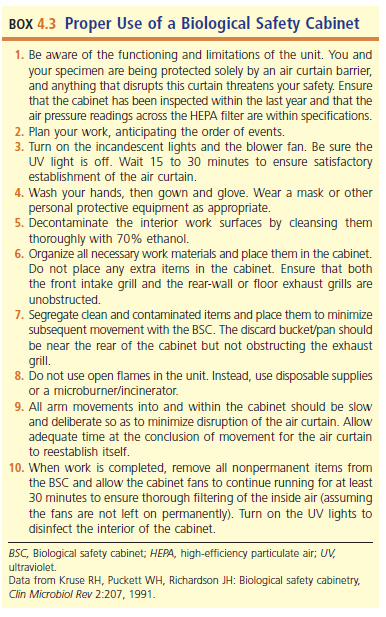 BOX 4.3 Proper Use of a Biological Safety Cabinet
1. Be aware of the functioning and limitations of the unit. You and
your specimen are being protected solely by an air curtain barrier,
and anything that disrupts this curtain threatens your safety. Ensure
that the cabinet has been inspected within the last year and that the
air pressure readings across the HEPA filter are within specifications.
2. Plan your work, anticipating the order of events.
3. Turn on the incandescent lights and the blower fan. Be sure the
UV light is off. Wait 15 to 30 minutes to ensure satisfactory
establishment of the air curtain.
4. Wash your hands, then gown and glove. Wear a mask or other
personal protective equipment as appropriate.
5. Decontaminate the interior work surfaces by cleansing them
thoroughly with 70% ethanol.
6. Organize all necessary work materials and place them in the cabinet.
Do not place any extra items in the cabinet. Ensure that both
the front intake grill and the rear-wall or floor exhaust grills are
unobstructed.
7. Segregate clean and contaminated items and place them to minimize
subsequent movement with the BSC. The discard bucket/pan should
be near the rear of the cabinet but not obstructing the exhaust
grill.
8. Do not use open flames in the unit. Instead, use disposable supplies
or a microburner/incinerator.
9. All arm movements into and within the cabinet should be slow
and deliberate so as to minimize disruption of the air curtain. Allow
adequate time at the conclusion of movement for the air curtain
to reestablish itself.
10. When work is completed, remove all nonpermanent items from
the BSC and allow the cabinet fans to continue running for at least
30 minutes to ensure thorough filtering of the inside air (assuming
the fans are not left on permanently). Turn on the UV lights to
disinfect the interior of the cabinet.
BSC, Biological safety cabinet; HEPA, high-efficiency particulate air; UV,
ultraviolet.
Data from Kruse RH, Puckett WH, Richardson JH: Biological safety cabinetry,
Clin Microbiol Rev 2:207, 1991.